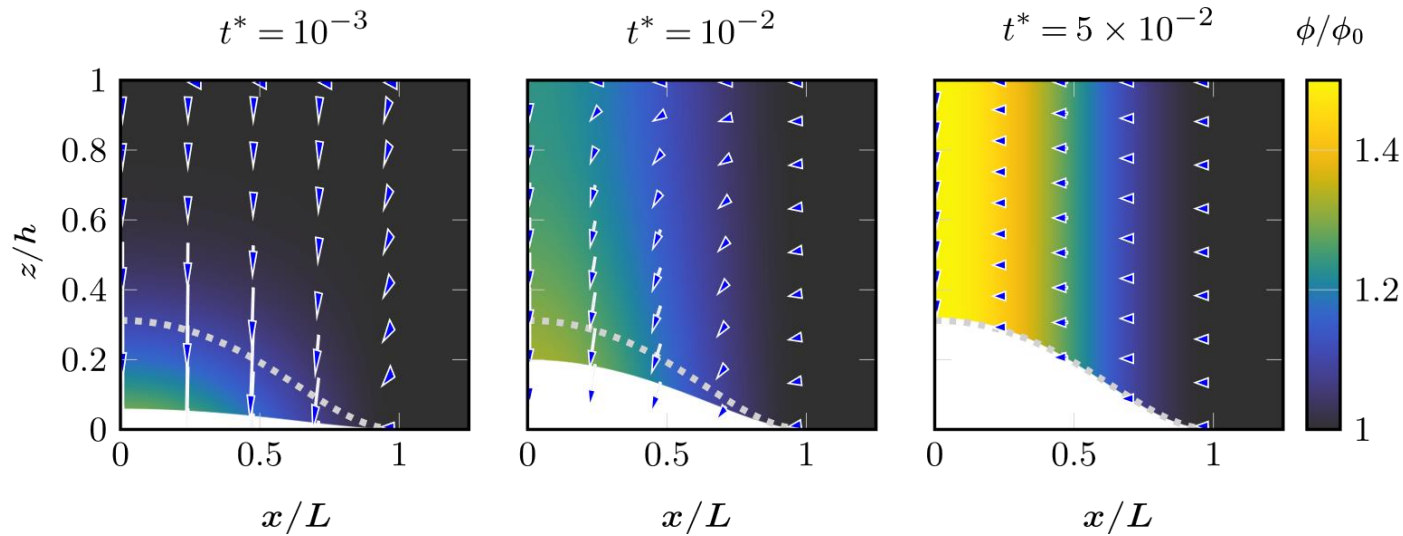 t* = 10⁻³ t* = 10⁻² t* = 5 × 10⁻² ϕ/ϕ₀
1
0.8 1.4
0.6
z/h
0.4 1.2
0.2
0 1
0 0.5 1 0 0.5 1 0 0.5 1
x/L x/L x/L